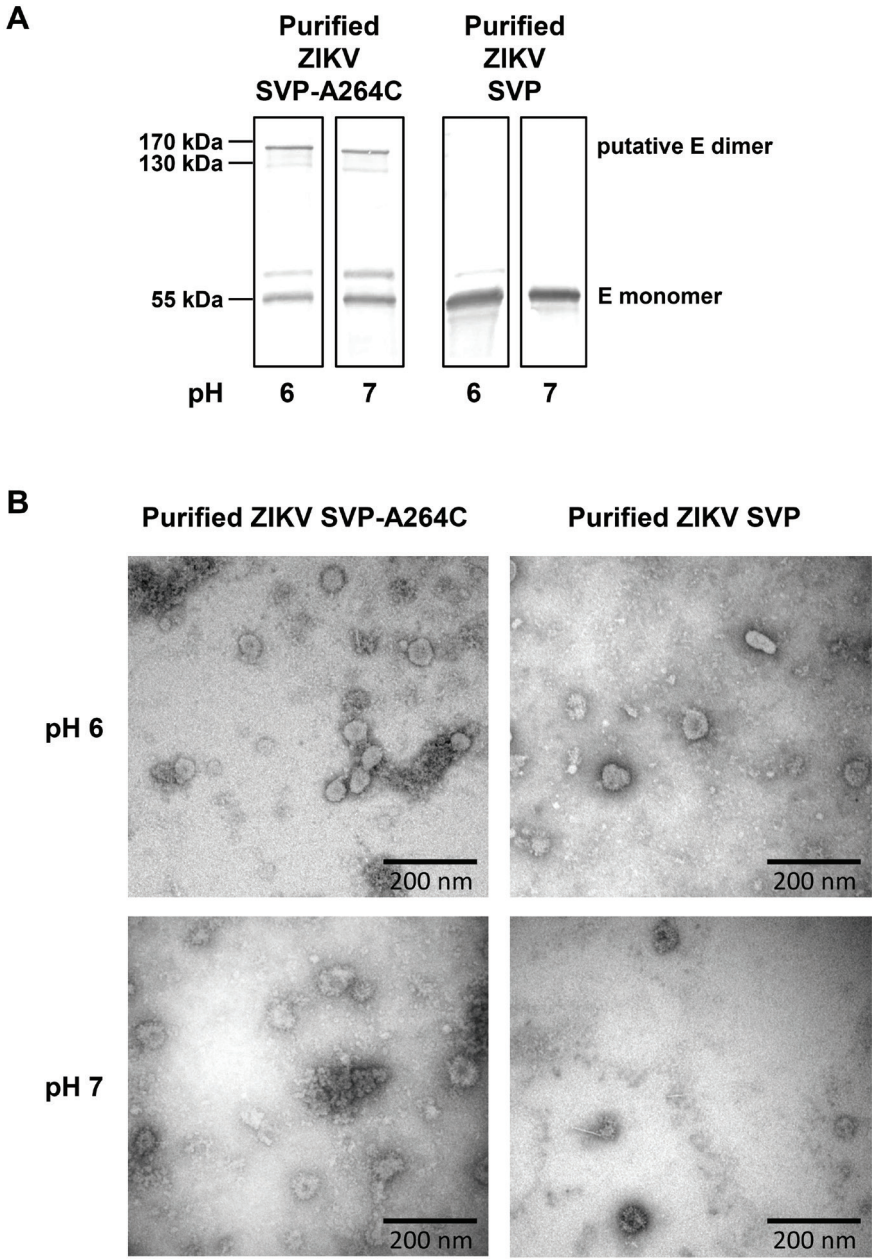 A
Purified
ZIKV
SVP-A264C
Purified
ZIKV
SVP
170 kDa
130 kDa
putative E dimer
55 kDa
E monomer
pH
6
7
6
7
B
Purified ZIKV SVP-A264C
Purified ZIKV SVP
pH 6
200 nm
200 nm
pH 7
200 nm
200 nm